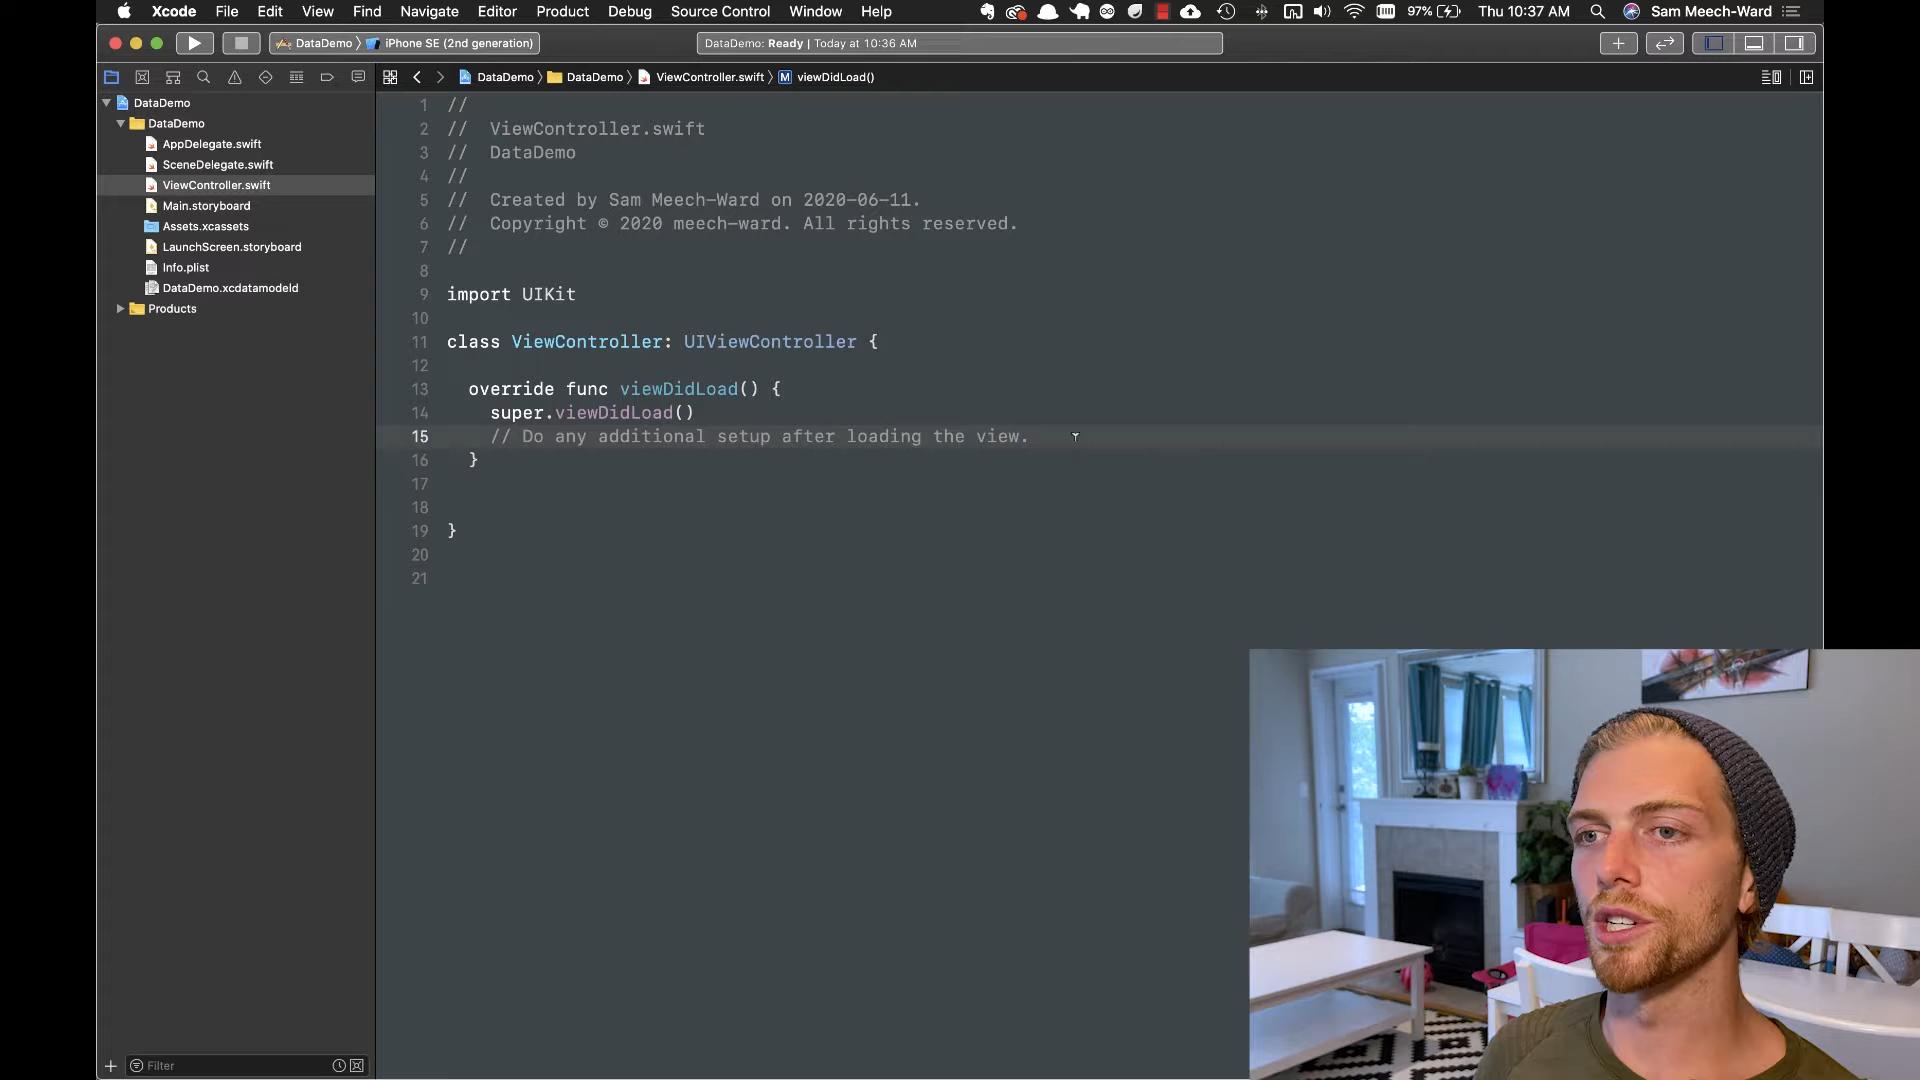 Xcode File Edit View Find Navigate Editor Product Debug Source Control Window Help 97% Thu 10:37 AM Sam Meech-Ward
DataDemo iPhone SE (2nd generation) DataDemo: Ready | Today at 10:36 AM
DataDemo DataDemo ViewController.swift M viewDidLoad()
DataDemo
DataDemo
AppDelegate.swift
SceneDelegate.swift
ViewController.swift
Main.storyboard
Assets.xcassets
LaunchScreen.storyboard
Info.plist
DataDemo.xcdatamodeld
Products
Filter
1 //
2 // ViewController.swift
3 // DataDemo
4 //
5 // Created by Sam Meech-Ward on 2020-06-11.
6 // Copyright © 2020 meech-ward. All rights reserved.
7 //
8
9 import UIKit
10
11 class ViewController: UIViewController {
12
13 override func viewDidLoad() {
14 super.viewDidLoad()
15 // Do any additional setup after loading the view.
16 }
17
18
19 }
20
21